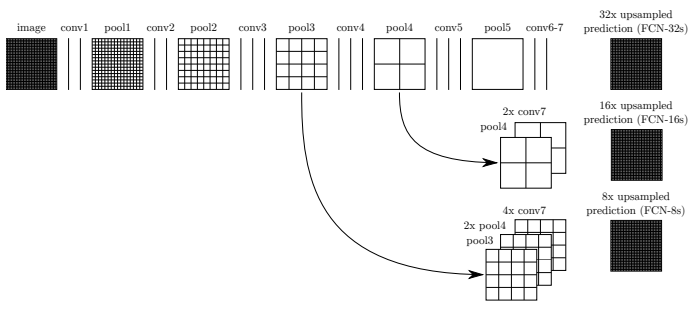 image conv1 pool1 conv2 pool2 conv3 pool3 conv4 pool4 conv5 pool5 conv6-7
32x upsampled
prediction (FCN-32s)
2x conv7
pool4
16x upsampled
prediction (FCN-16s)
4x conv7
2x pool4
pool3
8x upsampled
prediction (FCN-8s)